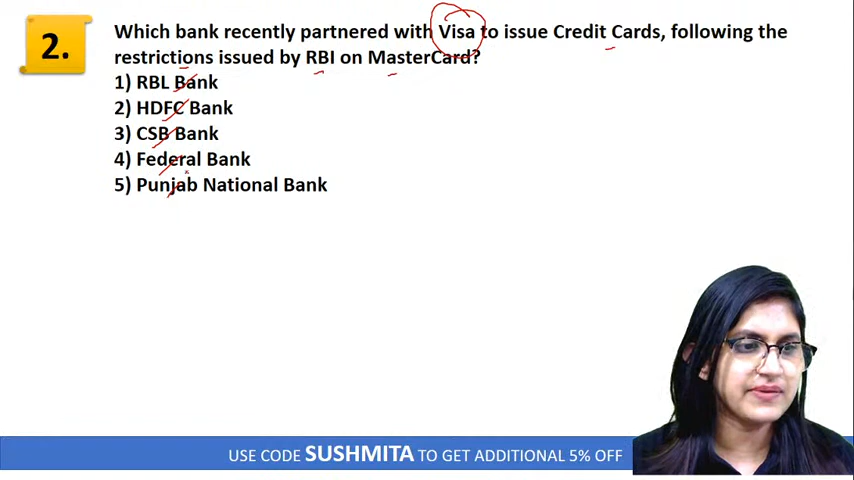 2.
Which bank recently partnered with Visa to issue Credit Cards, following the
restrictions issued by RBI on MasterCard?
1) RBL Bank
2) HDFC Bank
3) CSB Bank
4) Federal Bank
5) Punjab National Bank
USE CODE SUSHMITA TO GET ADDITIONAL 5% OFF